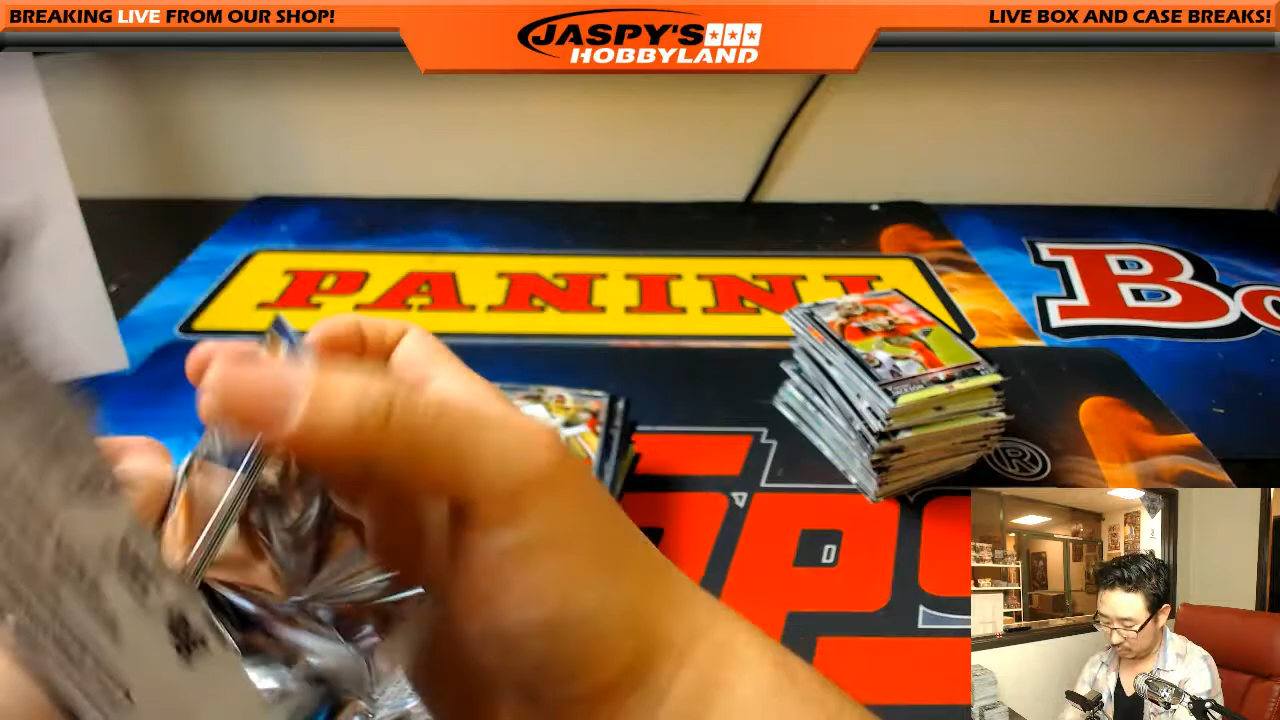 BREAKING LIVE FROM OUR SHOP!
JASPY'S
HOBBYLAND
LIVE BOX AND CASE BREAKS!
PANINI
B
®